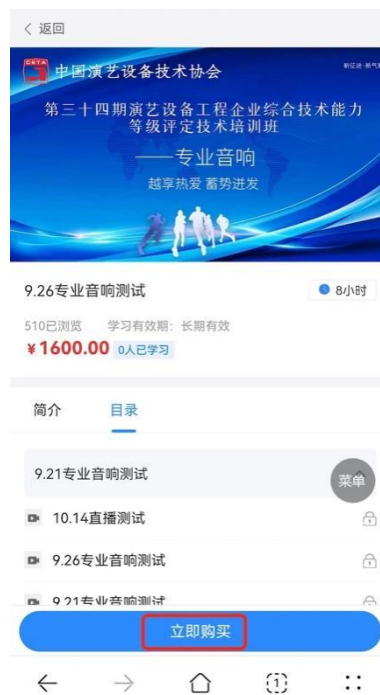 返回
CETA
中国演艺设备技术协会
第三十四期演艺设备工程企业综合技术能力
等级评定技术培训班
——专业音响
越享热爱 蓄势进发
9.26专业音响测试
8小时
510已浏览 学习有效期：长期有效
¥1600.00 0人已学习
简介 目录
9.21专业音响测试
菜单
10.14直播测试
9.26专业音响测试
9.21专业音响测试
立即购买
1